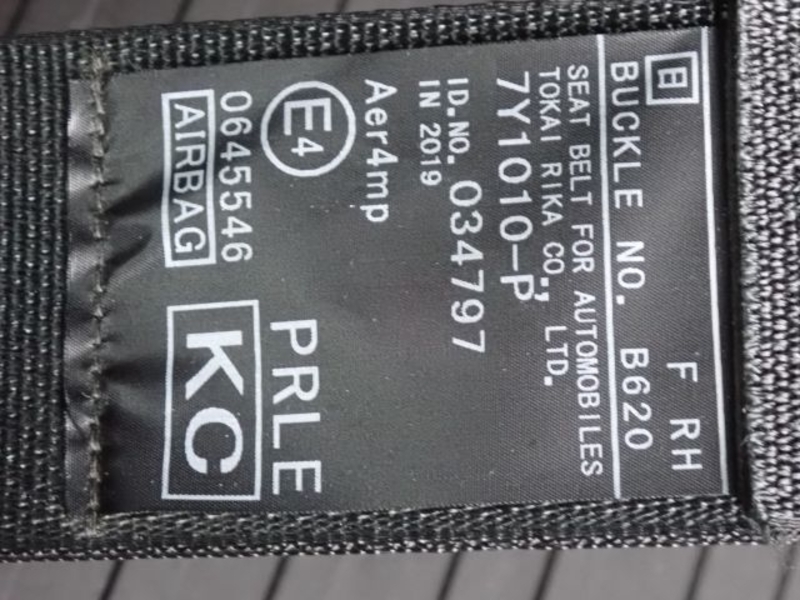 日 F RH
BUCKLE NO. B620
SEAT BELT FOR AUTOMOBILES
TOKAI RIKA CO., LTD.
7Y1010-P
ID.NO. 034797
IN 2019
Aer4mp
E4
PRLE
0645546
KC
AIRBAG